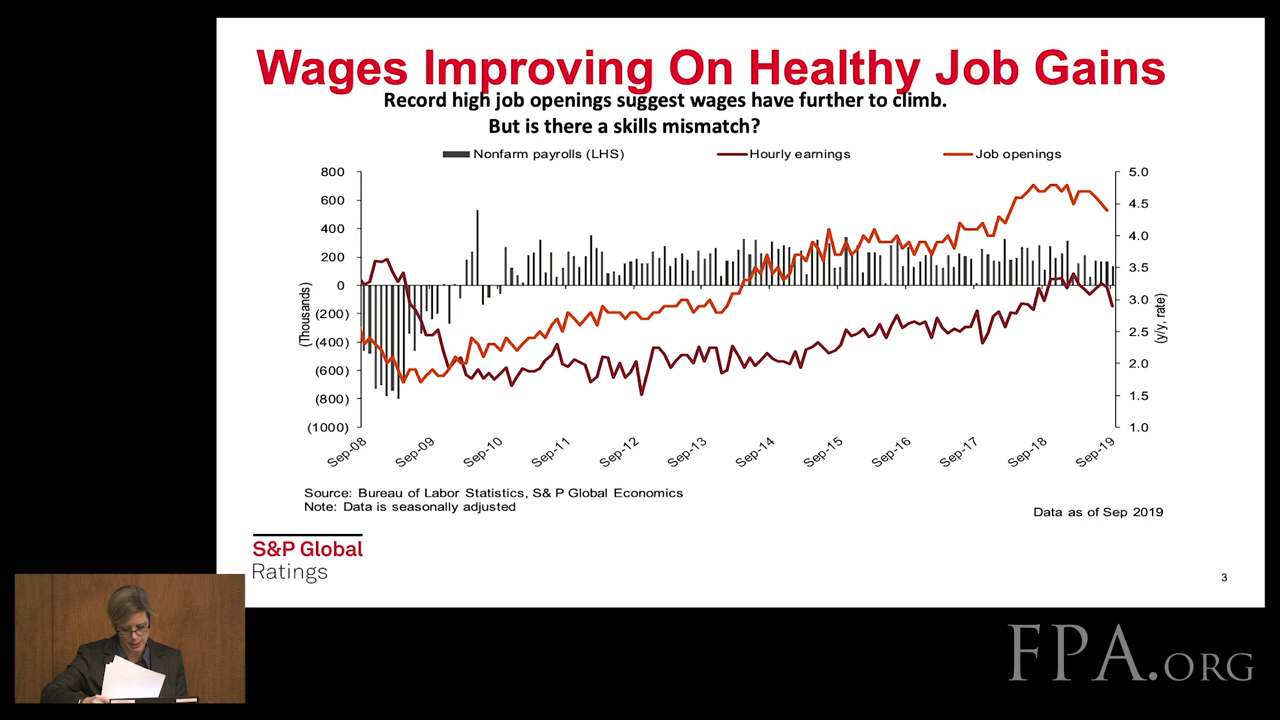 Wages Improving On Healthy Job Gains
Record high job openings suggest wages have further to climb.
But is there a skills mismatch?
Nonfarm payrolls (LHS) Hourly earnings Job openings
800 5.0
600 4.5
400 4.0
200 3.5
0 3.0
(200) 2.5
(400) 2.0
(600) 1.5
(800) 1.0
(1000)
(Thousands)
(y/y, rate)
Sep-08 Sep-09 Sep-10 Sep-11 Sep-12 Sep-13 Sep-14 Sep-15 Sep-16 Sep-17 Sep-18 Sep-19
Source: Bureau of Labor Statistics, S& P Global Economics
Note: Data is seasonally adjusted
Data as of Sep 2019
S&P Global
Ratings
3
FPA.ORG